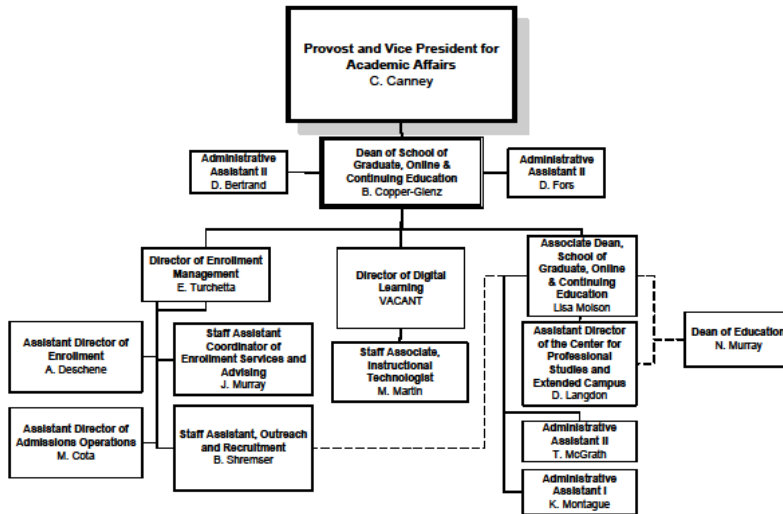 Provost and Vice President for
Academic Affairs
C. Canney
Administrative
Assistant II
D. Bertrand
Dean of School of
Graduate, Online &
Continuing Education
B. Copper-Glenz
Administrative
Assistant II
D. Fors
Director of Enrollment
Management
E. Turchetta
Director of Digital
Learning
VACANT
Associate Dean,
School of
Graduate, Online
& Continuing
Education
Lisa Molson
Assistant Director of
Enrollment
A. Deschene
Staff Assistant
Coordinator of
Enrollment Services and
Advising
J. Murray
Staff Associate,
Instructional
Technologist
M. Martin
Assistant Director
of the Center for
Professional
Studies and
Extended Campus
D. Langdon
Dean of Education
N. Murray
Assistant Director of
Admissions Operations
M. Cota
Staff Assistant, Outreach
and Recruitment
B. Shremser
Administrative
Assistant II
T. McGrath
Administrative
Assistant I
K. Montague